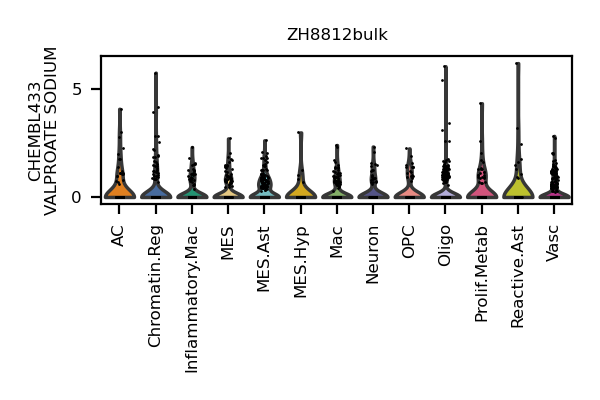 ZH8812bulk
CHEMBL433
VALPROATE SODIUM
5
0
AC
Chromatin.Reg
Inflammatory.Mac
MES
MES.Ast
MES.Hyp
Mac
Neuron
OPC
Oligo
Prolif.Metab
Reactive.Ast
Vasc